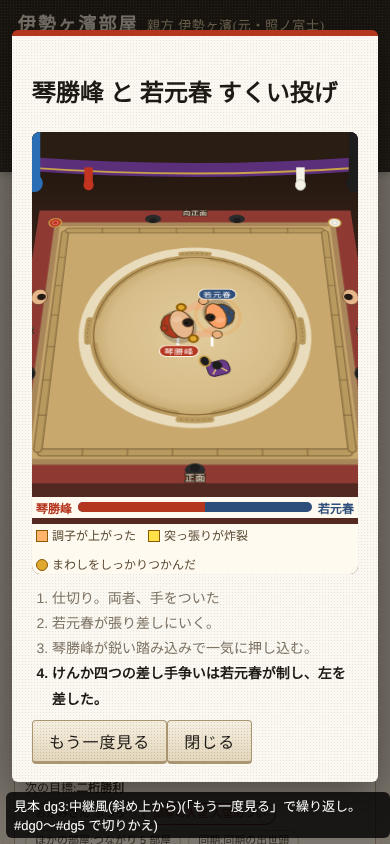 伊勢ヶ濱部屋 親方 伊勢ヶ濱(元・照ノ富士)
琴勝峰 と 若元春 すくい投げ
向正面
若元春
琴勝峰
正面
琴勝峰 若元春
調子が上がった 突っ張りが炸裂
まわしをしっかりつかんだ
1. 仕切り。両者、手をついた
2. 若元春が張り差しにいく。
3. 琴勝峰が鋭い踏み込みで一気に押し込む。
4. けんか四つの差し手争いは若元春が制し、左を
差した。
もう一度見る 閉じる
次の目標:二桁勝利
見本 dg3:中継風(斜め上から)(「もう一度見る」で繰り返し。
#dg0〜#dg5 で切りかえ)